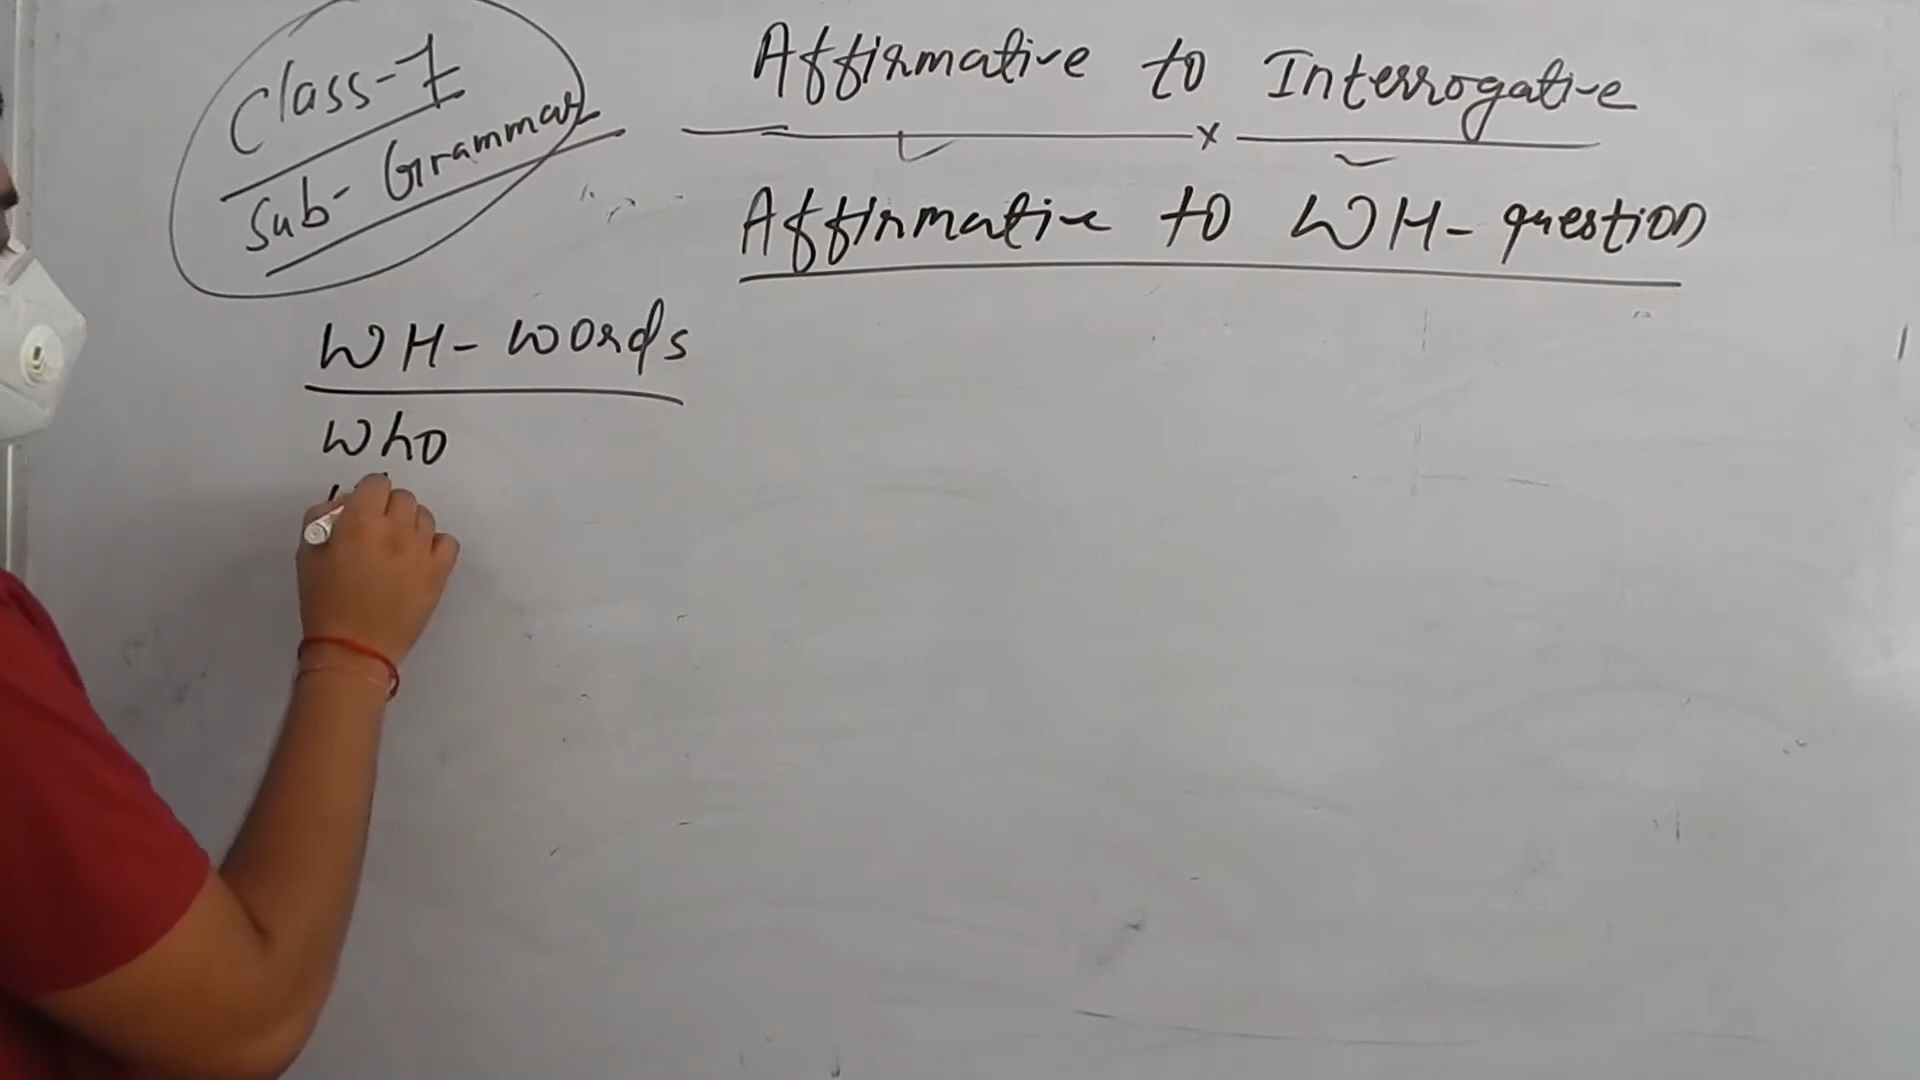 Class-7
Sub- Grammar
Affirmative to Interrogative
Affirmative to WH- question
WH- words
Who